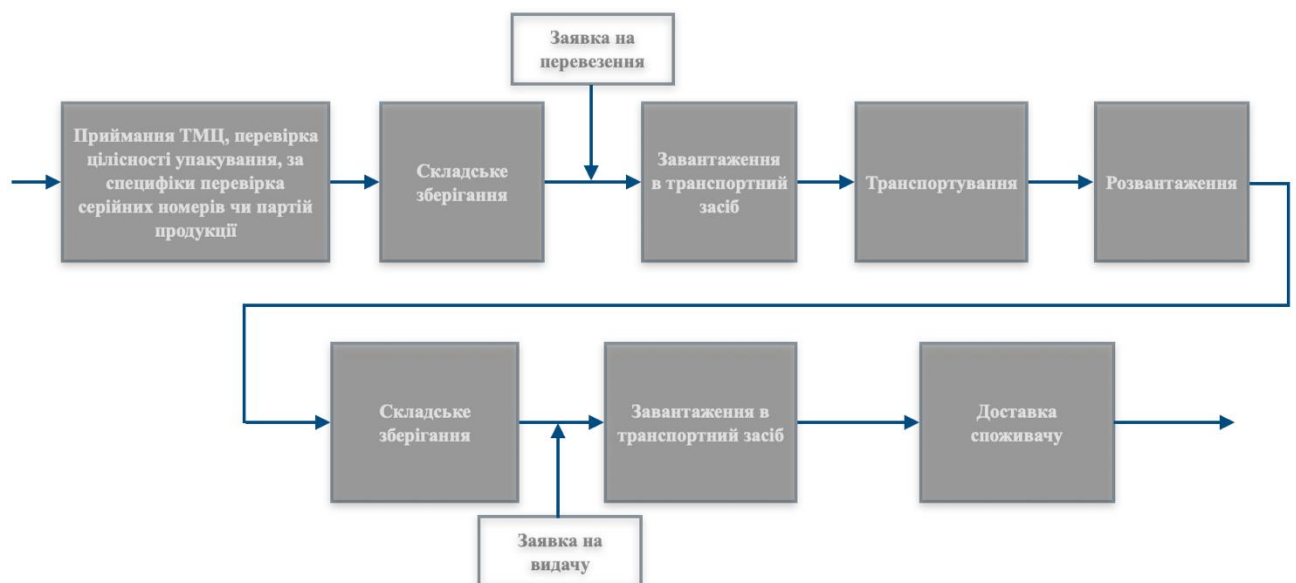 Заявка на
перевезення
Приймання ТМЦ, перевірка
цілісності упакування, за
специфіки перевірка
серійних номерів чи партій
продукції
Складське
зберігання
Завантаження
в транспортний
засіб
Транспортування
Розвантаження
Складське
зберігання
Завантаження в
транспортний засіб
Доставка
споживачу
Заявка на
видачу